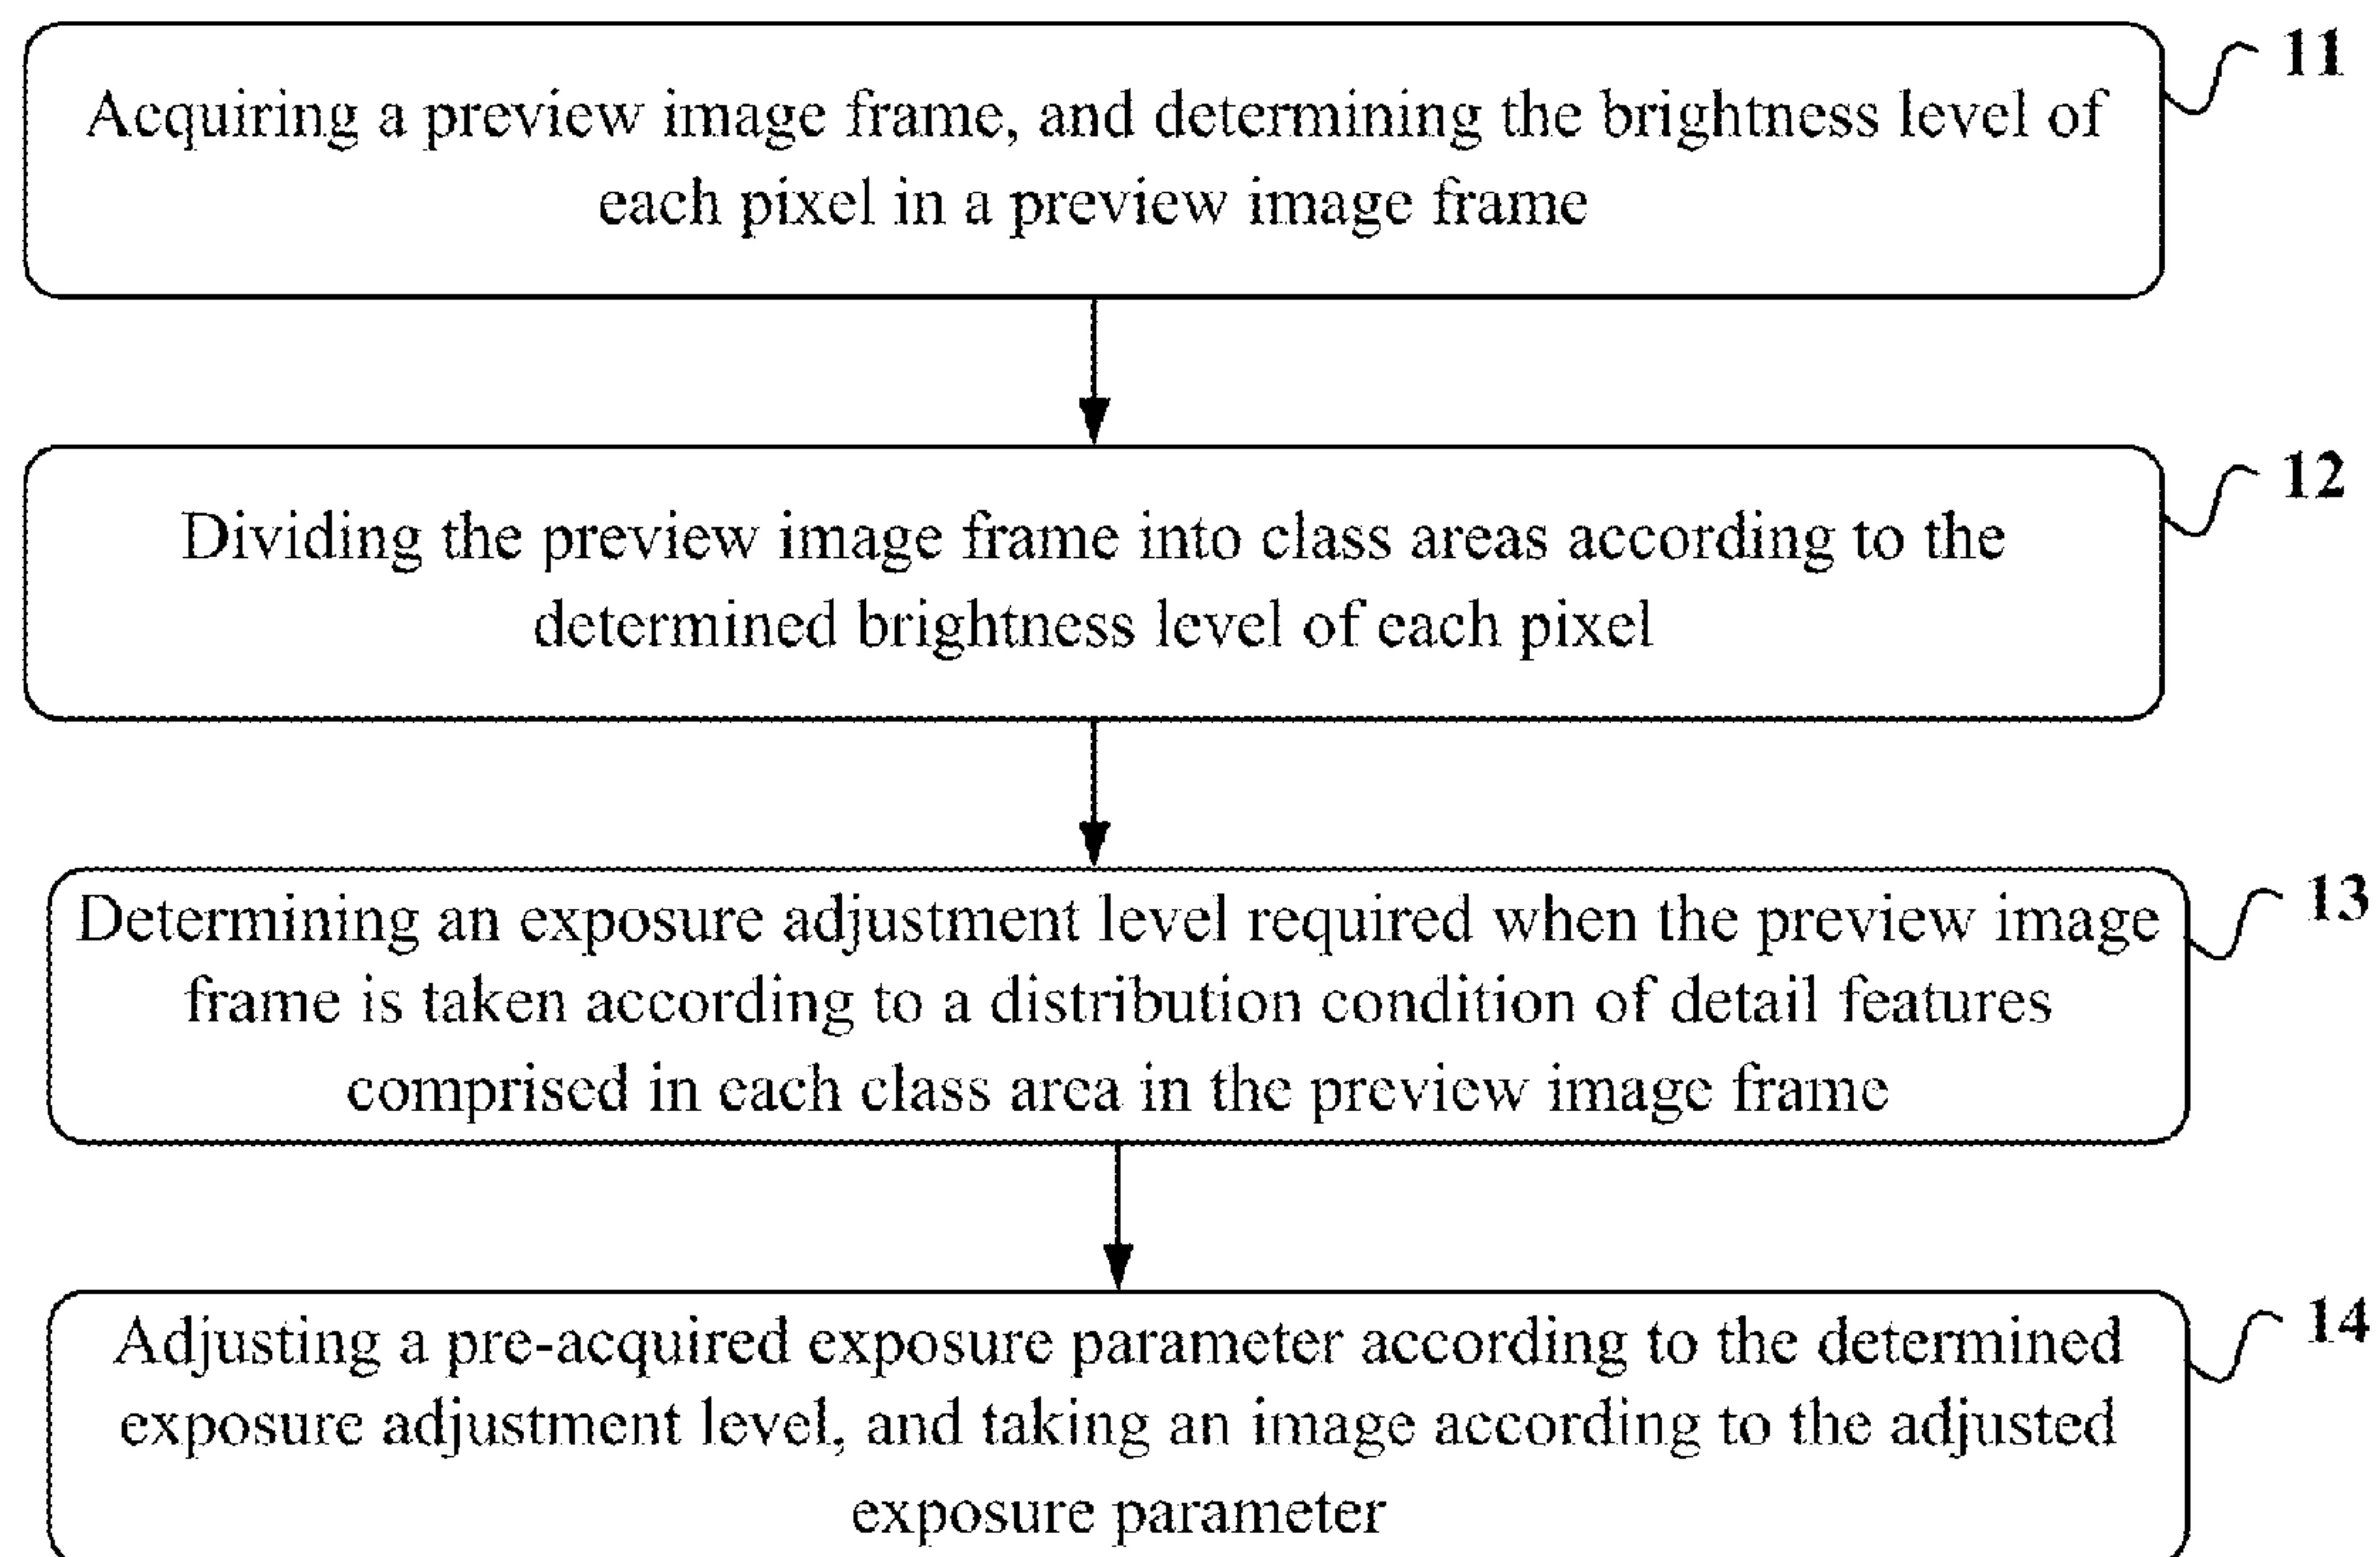 11
Acquiring a preview image frame, and determining the brightness level of
each pixel in a preview image frame
12
Dividing the preview image frame into class areas according to the
determined brightness level of each pixel
13
Determining an exposure adjustment level required when the preview image
frame is taken according to a distribution condition of detail features
comprised in each class area in the preview image frame
14
Adjusting a pre-acquired exposure parameter according to the determined
exposure adjustment level, and taking an image according to the adjusted
exposure parameter